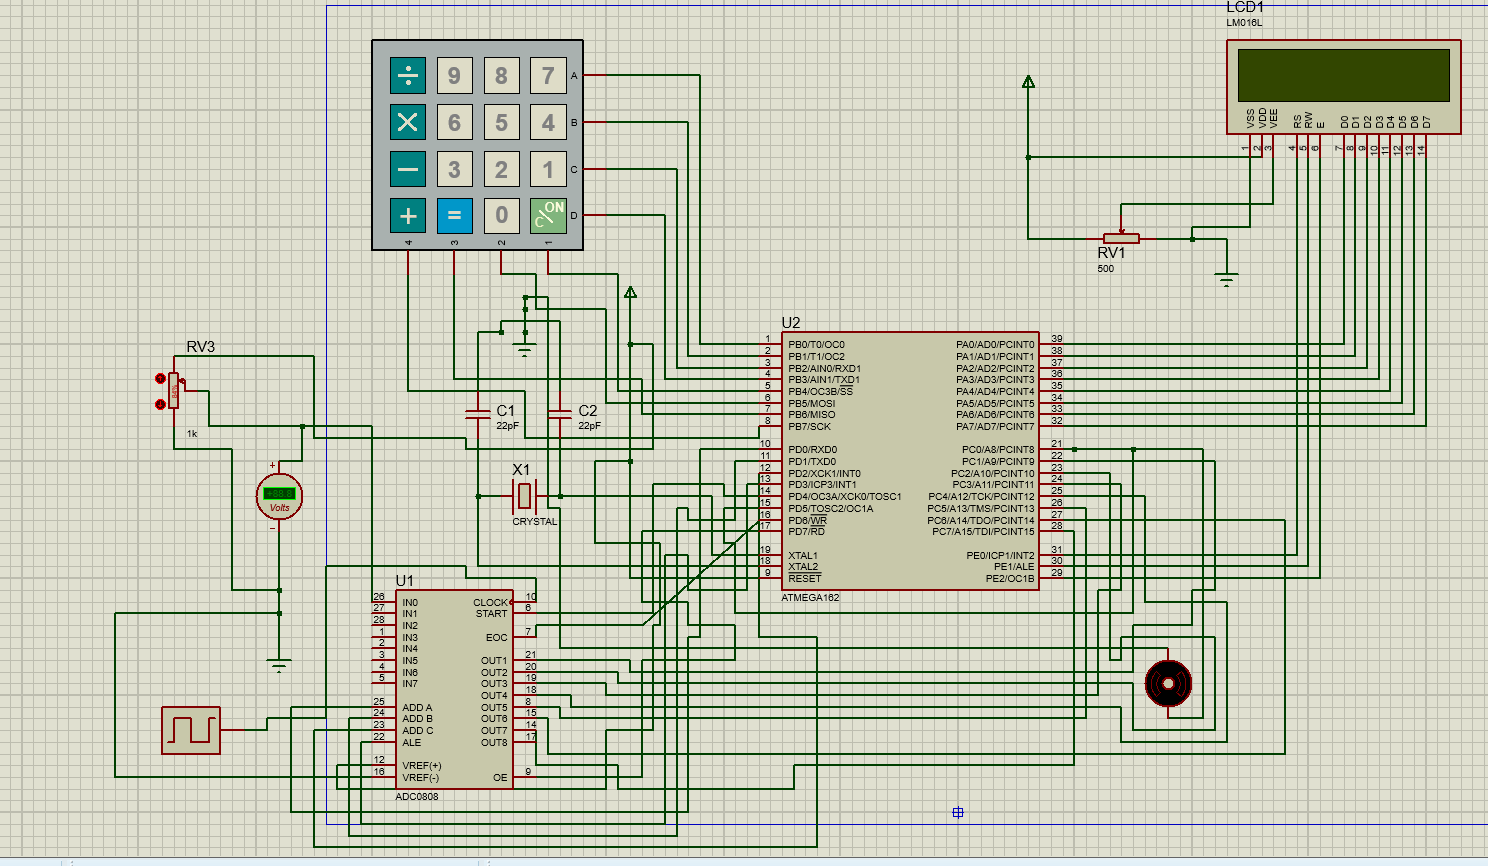 LCD1
LM016L
VSS
VDD
VEE
RS
RW
E
D0
D1
D2
D3
D4
D5
D6
D7
1
2
3
4
5
6
7
8
9
10
11
12
13
14
÷ 9 8 7 A
× 6 5 4 B
− 3 2 1 C
+ = 0 ON/C D
4 3 2 1
RV1
500
U2
1 PB0/T0/OC0
2 PB1/T1/OC2
3 PB2/AIN0/RXD1
4 PB3/AIN1/TXD1
5 PB4/OC3B/SS
6 PB5/MOSI
7 PB6/MISO
8 PB7/SCK
10 PD0/RXD0
11 PD1/TXD0
12 PD2/XCK1/INT0
13 PD3/ICP3/INT1
14 PD4/OC3A/XCK0/TOSC1
15 PD5/TOSC2/OC1A
16 PD6/WR
17 PD7/RD
19 XTAL1
18 XTAL2
9 RESET
PA0/AD0/PCINT0 39
PA1/AD1/PCINT1 38
PA2/AD2/PCINT2 37
PA3/AD3/PCINT3 36
PA4/AD4/PCINT4 35
PA5/AD5/PCINT5 34
PA6/AD6/PCINT6 33
PA7/AD7/PCINT7 32
PC0/A8/PCINT8 21
PC1/A9/PCINT9 22
PC2/A10/PCINT10 23
PC3/A11/PCINT11 24
PC4/A12/TCK/PCINT12 25
PC5/A13/TMS/PCINT13 26
PC6/A14/TDO/PCINT14 27
PC7/A15/TDI/PCINT15 28
PE0/ICP1/INT2 31
PE1/ALE 30
PE2/OC1B 29
ATMEGA162
RV3
1k
+
Volts
−
C1
22pF
C2
22pF
X1
CRYSTAL
U1
26 IN0
27 IN1
28 IN2
1 IN3
2 IN4
3 IN5
4 IN6
5 IN7
25 ADD A
24 ADD B
23 ADD C
22 ALE
12 VREF(+)
16 VREF(-)
CLOCK 10
START 6
EOC 7
OUT1 21
OUT2 20
OUT3 19
OUT4 18
OUT5 8
OUT6 15
OUT7 14
OUT8 17
OE 9
ADC0808